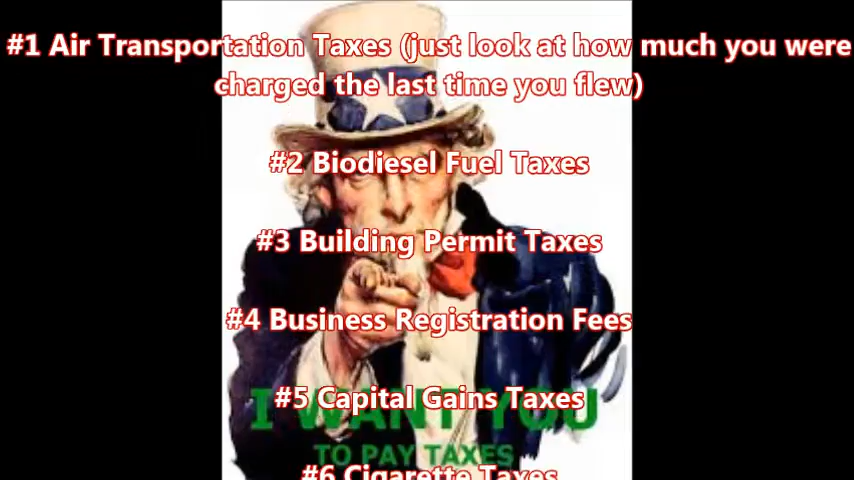 #1 Air Transportation Taxes (just look at how much you were
charged the last time you flew)
#2 Biodiesel Fuel Taxes
#3 Building Permit Taxes
#4 Business Registration Fees
#5 Capital Gains Taxes
I WANT YOU
TO PAY TAXES
#6 Cigarette Taxes